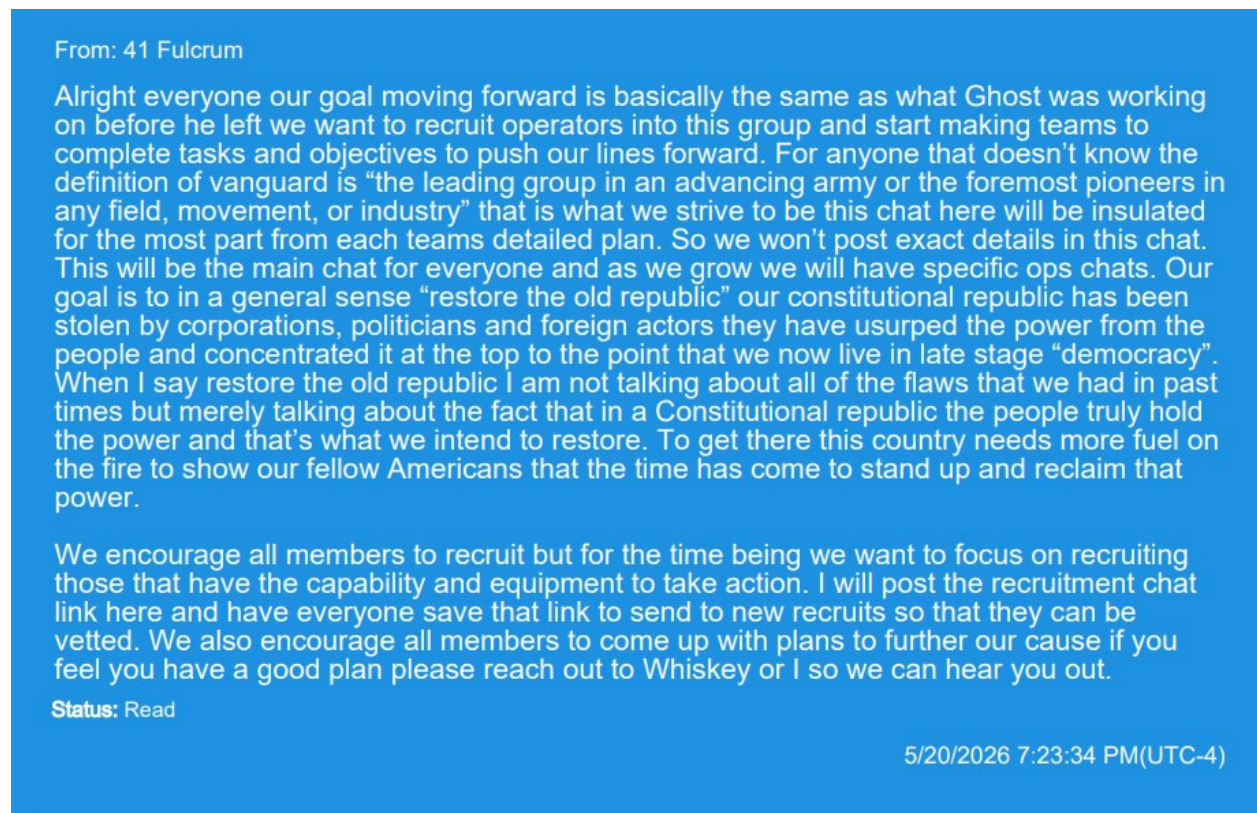 From: 41 Fulcrum
Alright everyone our goal moving forward is basically the same as what Ghost was working
on before he left we want to recruit operators into this group and start making teams to
complete tasks and objectives to push our lines forward. For anyone that doesn’t know the
definition of vanguard is “the leading group in an advancing army or the foremost pioneers in
any field, movement, or industry” that is what we strive to be this chat here will be insulated
for the most part from each teams detailed plan. So we won’t post exact details in this chat.
This will be the main chat for everyone and as we grow we will have specific ops chats. Our
goal is to in a general sense “restore the old republic” our constitutional republic has been
stolen by corporations, politicians and foreign actors they have usurped the power from the
people and concentrated it at the top to the point that we now live in late stage “democracy”.
When I say restore the old republic I am not talking about all of the flaws that we had in past
times but merely talking about the fact that in a Constitutional republic the people truly hold
the power and that’s what we intend to restore. To get there this country needs more fuel on
the fire to show our fellow Americans that the time has come to stand up and reclaim that
power.
We encourage all members to recruit but for the time being we want to focus on recruiting
those that have the capability and equipment to take action. I will post the recruitment chat
link here and have everyone save that link to send to new recruits so that they can be
vetted. We also encourage all members to come up with plans to further our cause if you
feel you have a good plan please reach out to Whiskey or I so we can hear you out.
Status: Read
5/20/2026 7:23:34 PM(UTC-4)